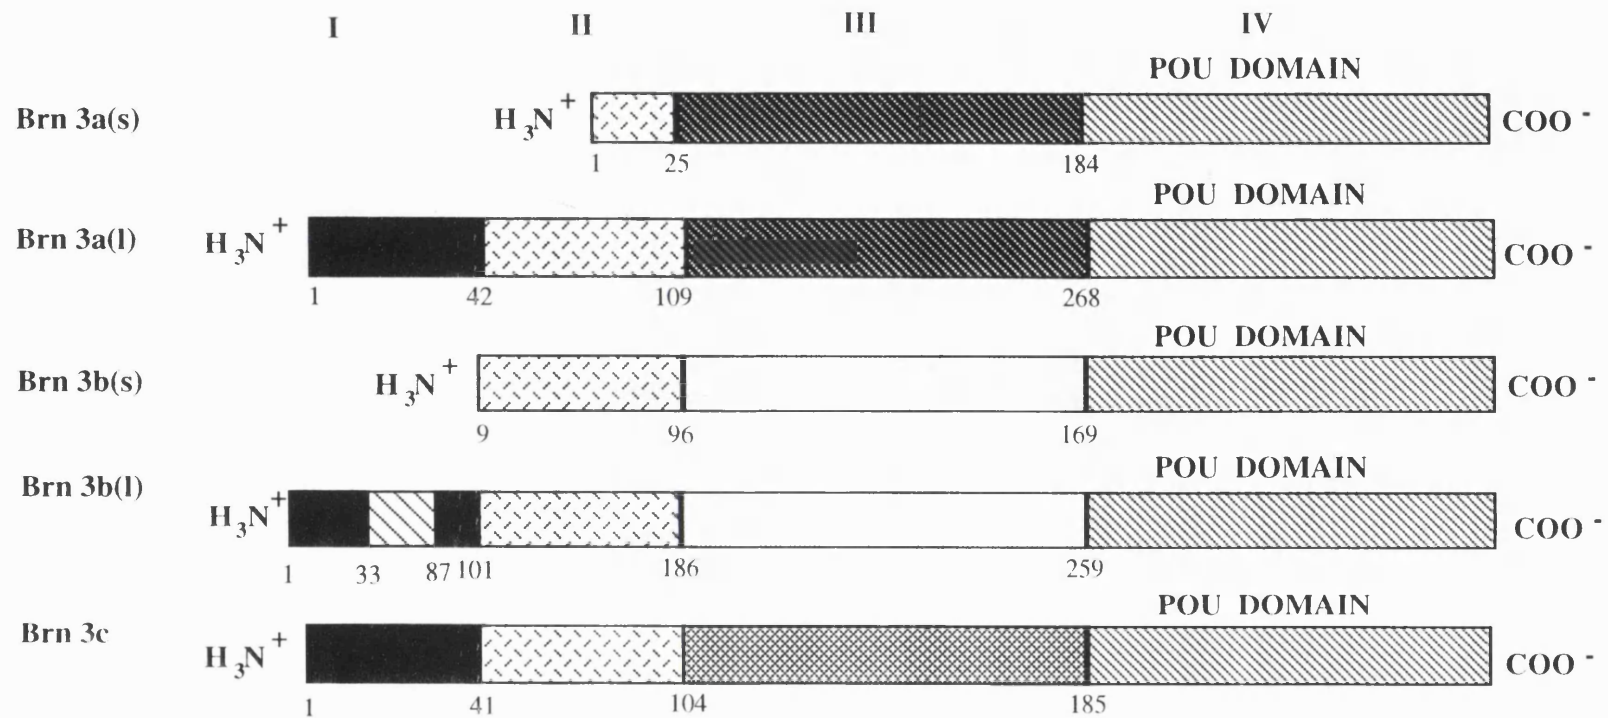 I II III IV
POU DOMAIN
Brn 3a(s) H3N+ COO-
1 25 184
POU DOMAIN
Brn 3a(l) H3N+ COO-
1 42 109 268
POU DOMAIN
Brn 3b(s) H3N+ COO-
9 96 169
POU DOMAIN
Brn 3b(l) H3N+ COO-
1 33 87 101 186 259
POU DOMAIN
Brn 3c H3N+ COO-
1 41 104 185